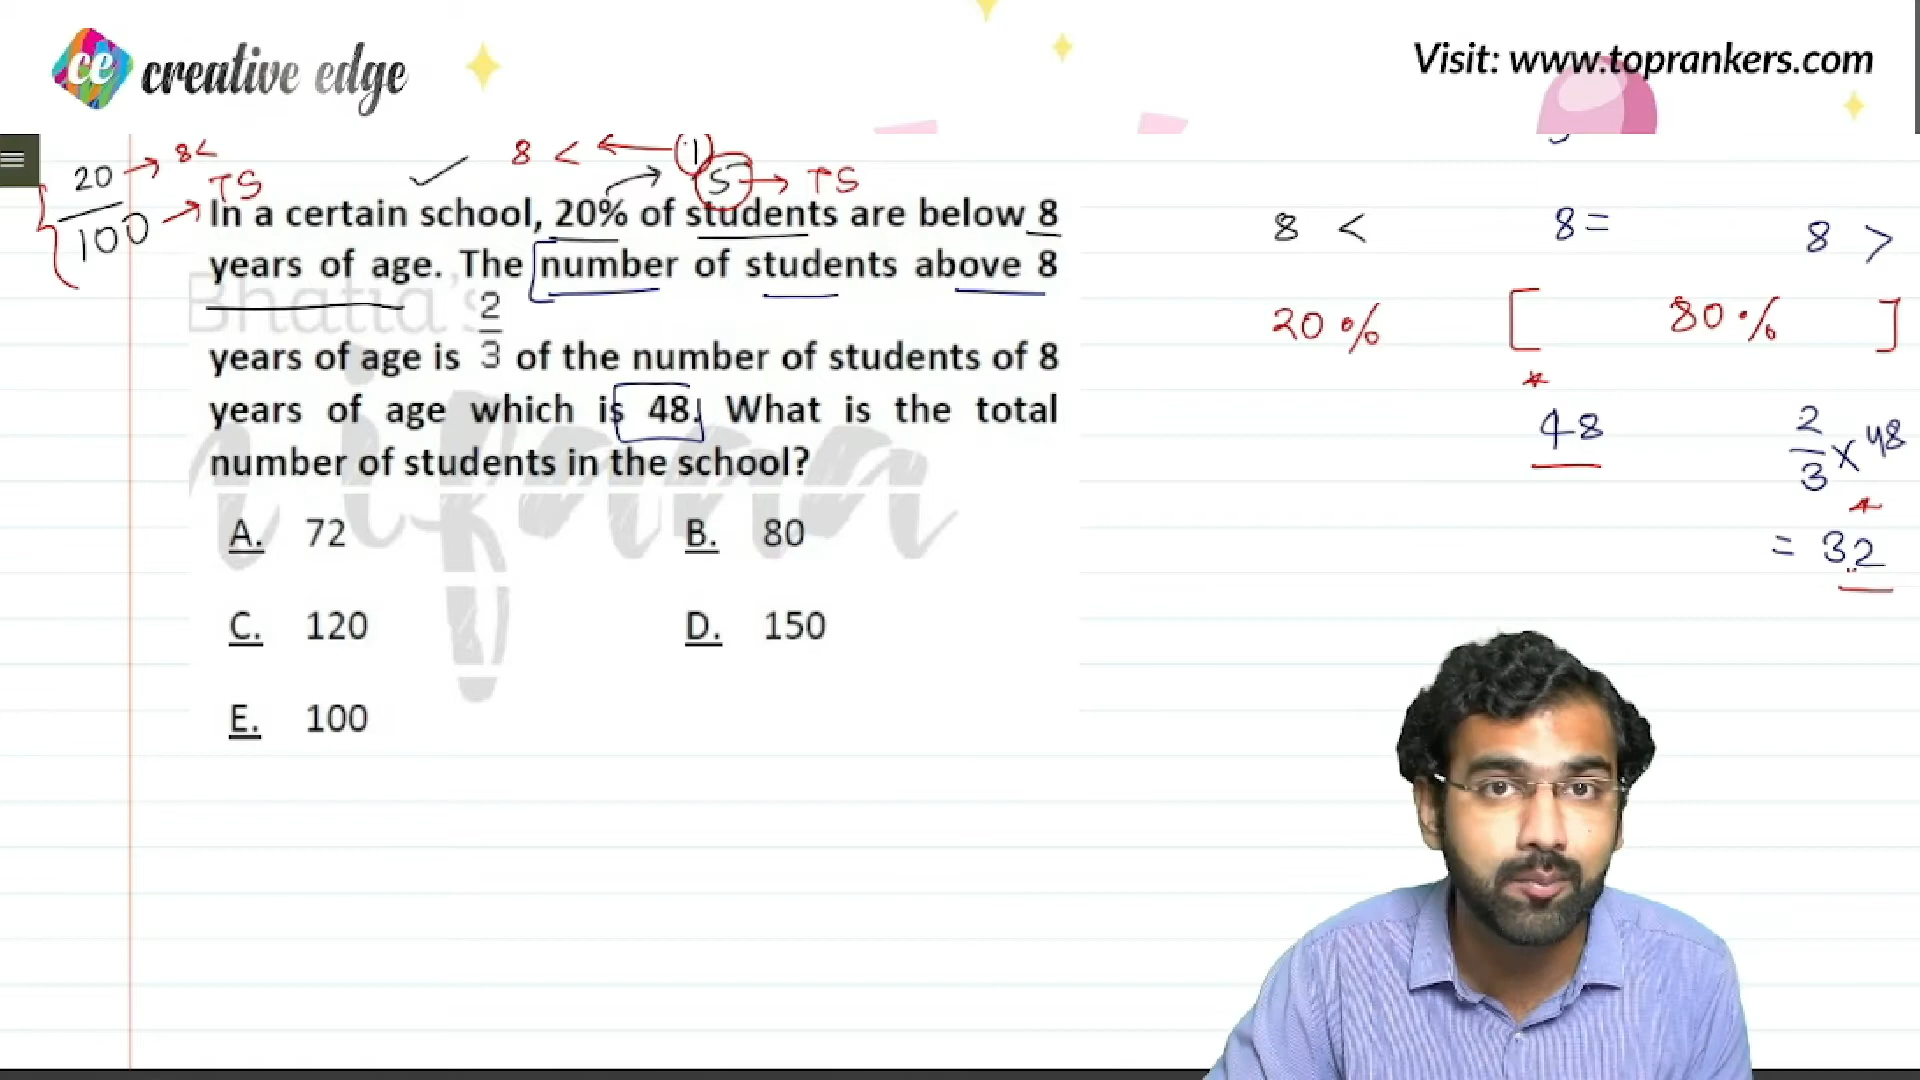 ce creative edge
Visit: www.toprankers.com
20 → 8<
100 → TS
8 < ← 1
5 → TS
In a certain school, 20% of students are below 8
years of age. The number of students above 8
years of age is 2/3 of the number of students of 8
years of age which is 48. What is the total
number of students in the school?
A. 72
B. 80
C. 120
D. 150
E. 100
8 <
8 =
8 >
20 %
[ 80 % ]
48
2/3 × 48
= 32
Bhatia's